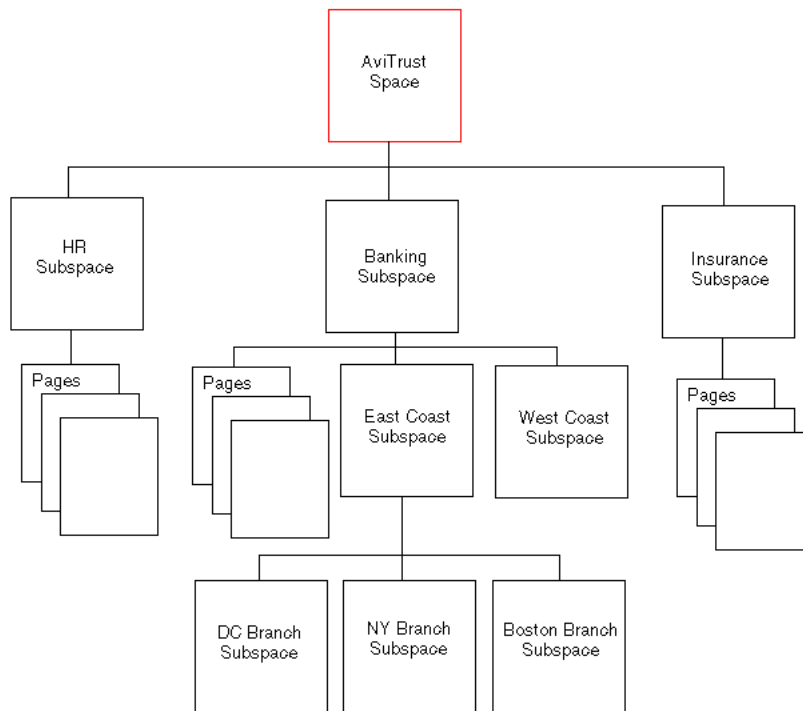 AviTrust
Space
HR
Subspace
Banking
Subspace
Insurance
Subspace
Pages
Pages
East Coast
Subspace
West Coast
Subspace
Pages
DC Branch
Subspace
NY Branch
Subspace
Boston Branch
Subspace